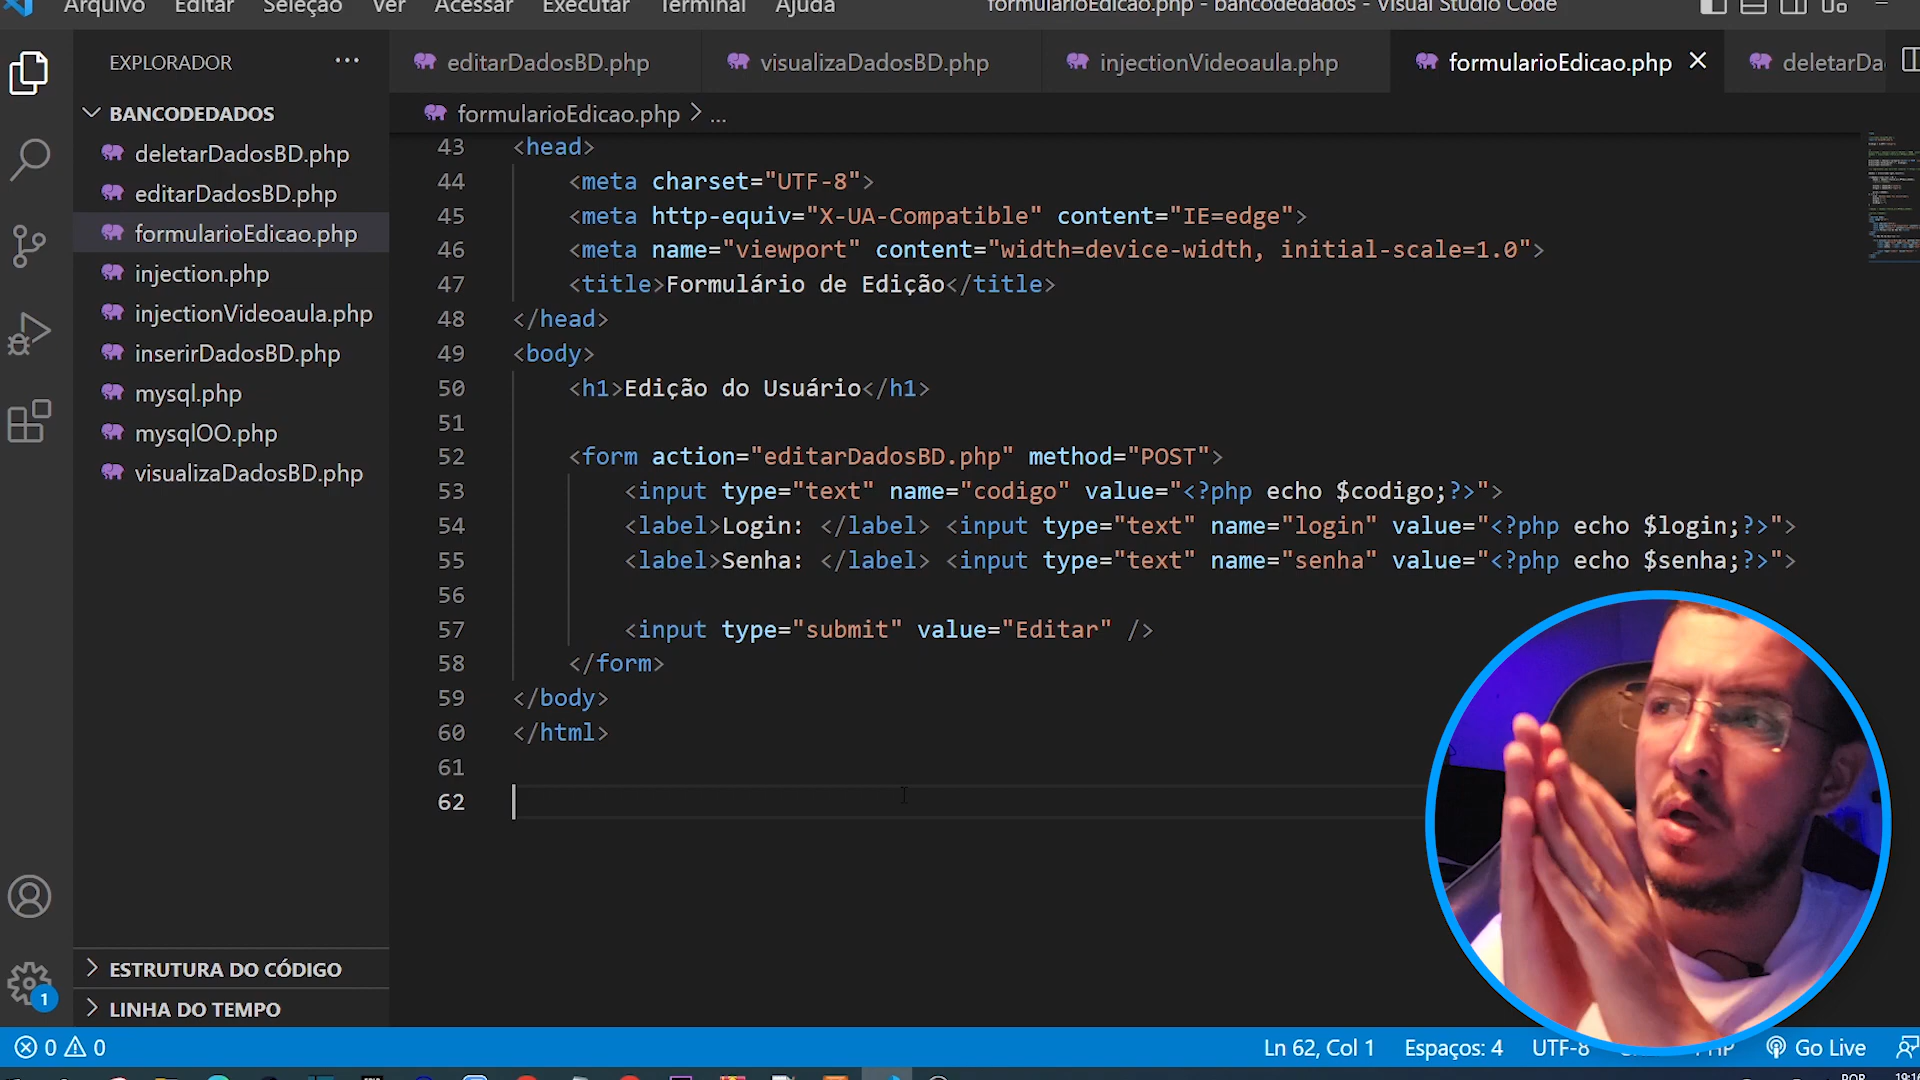 Arquivo Editar Seleção Ver Acessar Executar Terminal Ajuda
formularioEdicao.php - bancodedados - Visual Studio Code
EXPLORADOR
BANCODEDADOS
deletarDadosBD.php
editarDadosBD.php
formularioEdicao.php
injection.php
injectionVideoaula.php
inserirDadosBD.php
mysql.php
mysqlOO.php
visualizaDadosBD.php
ESTRUTURA DO CÓDIGO
LINHA DO TEMPO
editarDadosBD.php visualizaDadosBD.php injectionVideoaula.php formularioEdicao.php deletarDa
formularioEdicao.php > ...
43 <head>
44 <meta charset="UTF-8">
45 <meta http-equiv="X-UA-Compatible" content="IE=edge">
46 <meta name="viewport" content="width=device-width, initial-scale=1.0">
47 <title>Formulário de Edição</title>
48 </head>
49 <body>
50 <h1>Edição do Usuário</h1>
51
52 <form action="editarDadosBD.php" method="POST">
53 <input type="text" name="codigo" value="<?php echo $codigo;?>">
54 <label>Login: </label> <input type="text" name="login" value="<?php echo $login;?>">
55 <label>Senha: </label> <input type="text" name="senha" value="<?php echo $senha;?>">
56
57 <input type="submit" value="Editar" />
58 </form>
59 </body>
60 </html>
61
62
1
0 0
Ln 62, Col 1 Espaços: 4 UTF-8 PHP Go Live